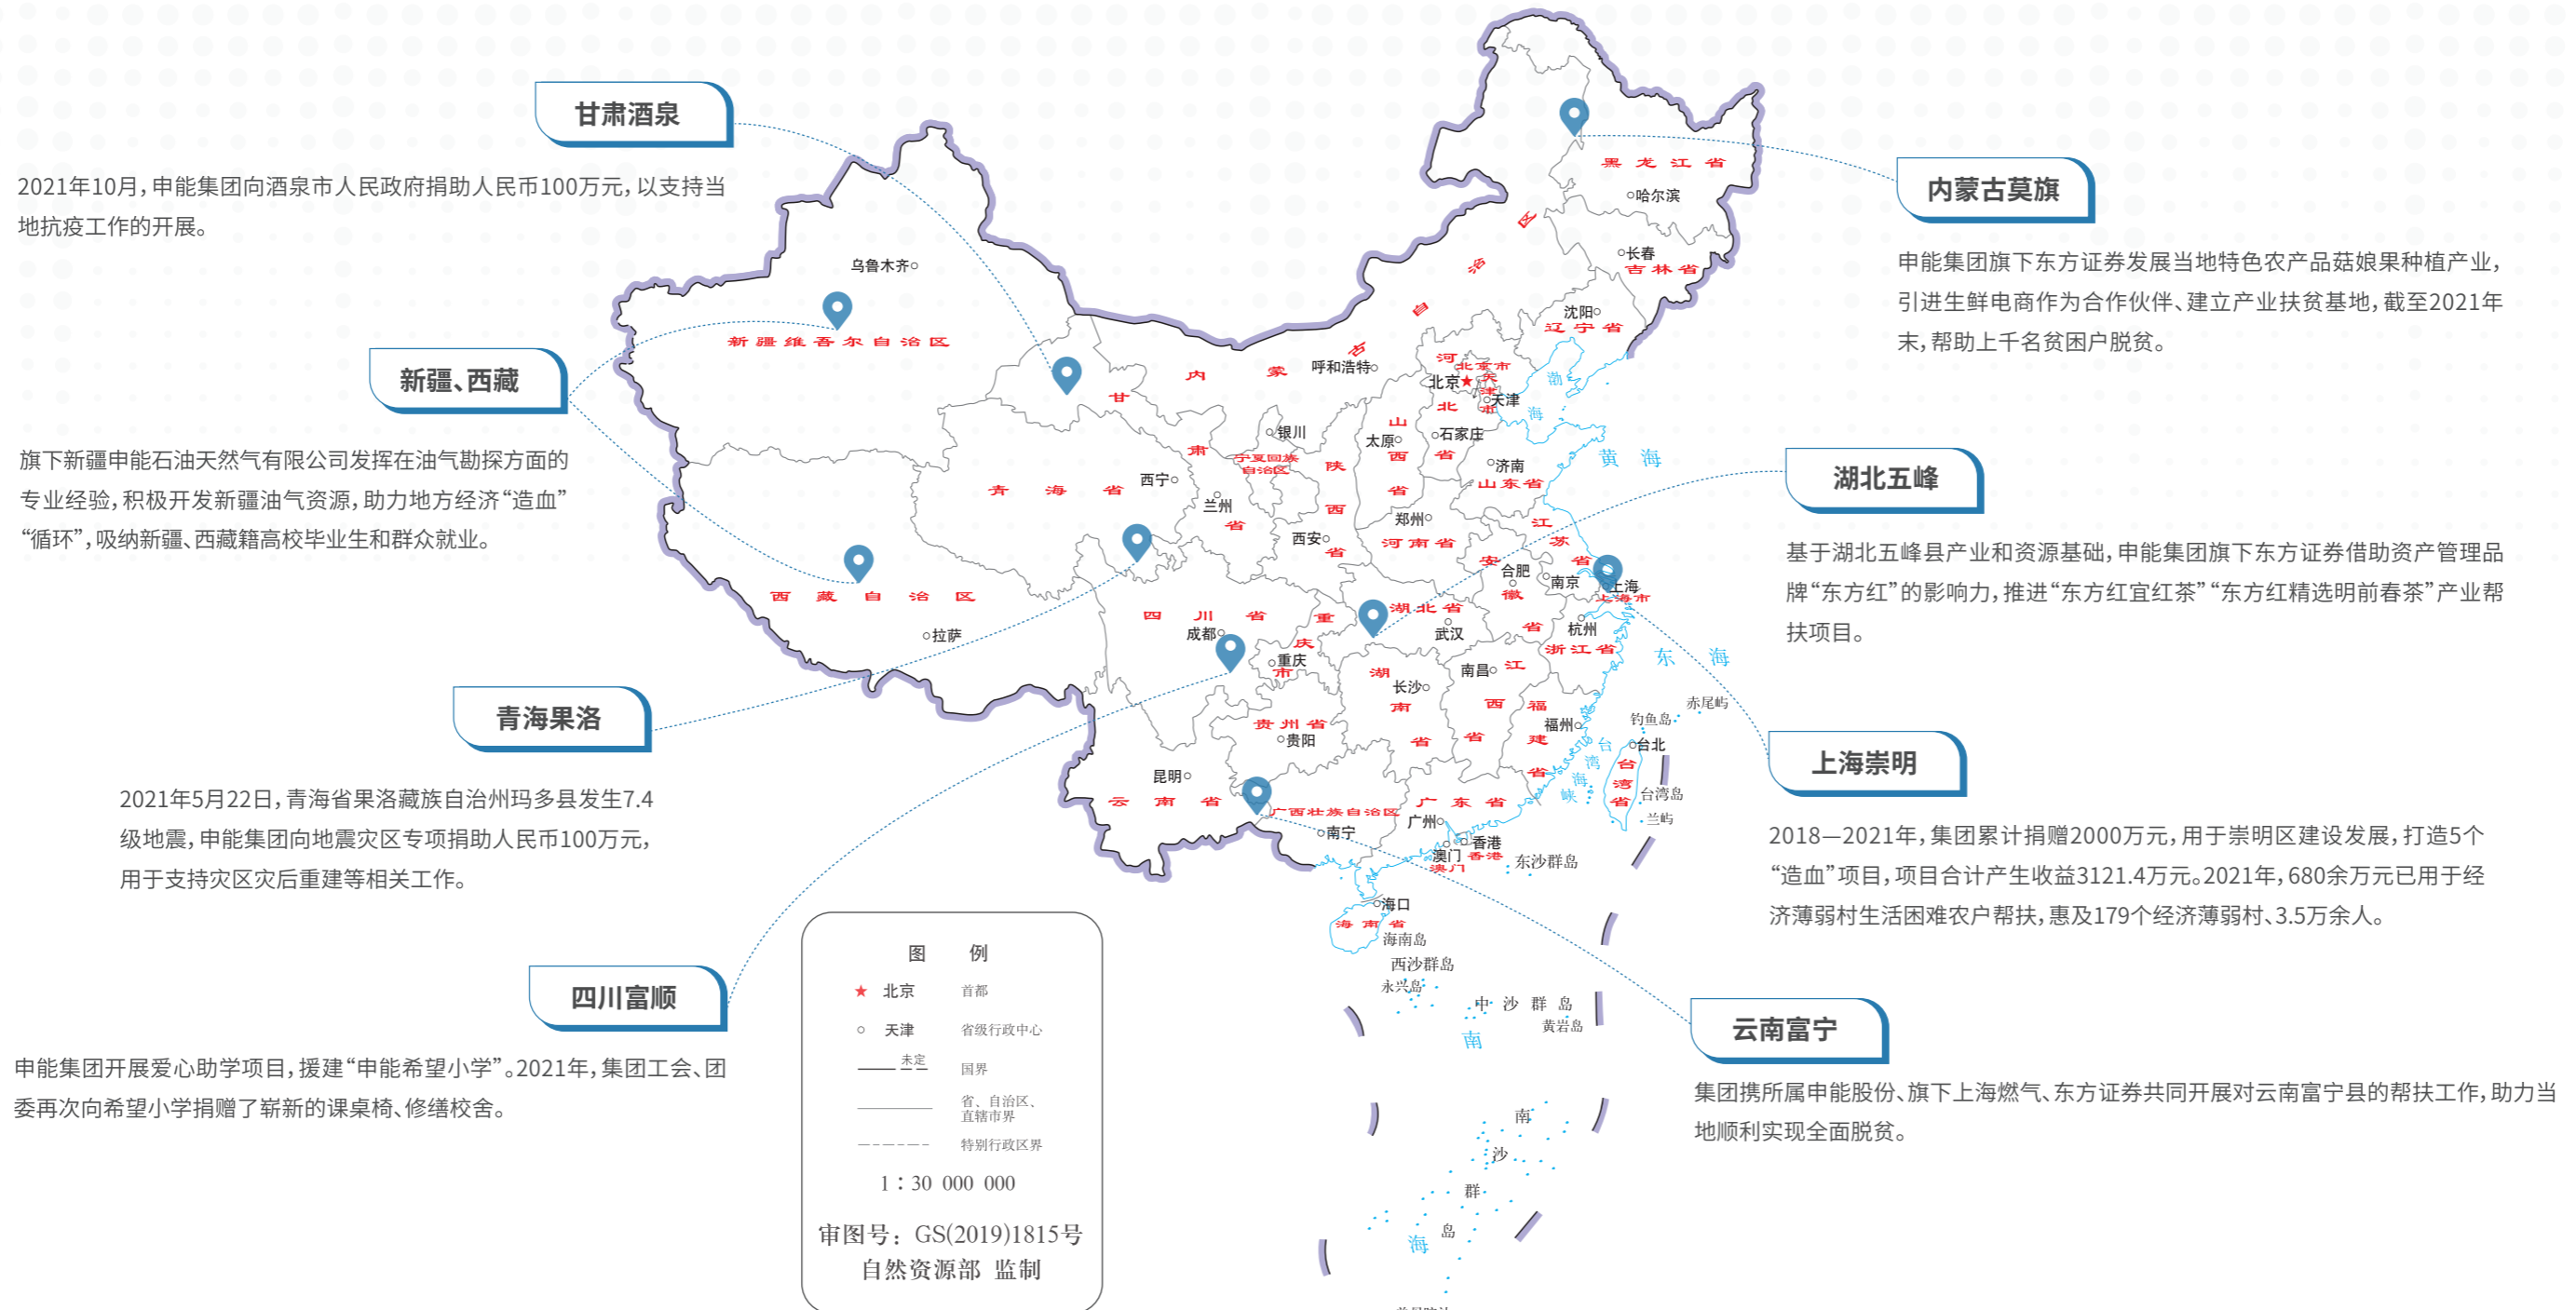 甘肃酒泉
2021年10月，申能集团向酒泉市人民政府捐助人民币100万元，以支持当
地抗疫工作的开展。
新疆、西藏
旗下新疆申能石油天然气有限公司发挥在油气勘探方面的
专业经验，积极开发新疆油气资源，助力地方经济“造血”
“循环”，吸纳新疆、西藏籍高校毕业生和群众就业。
青海果洛
2021年5月22日，青海省果洛藏族自治州玛多县发生7.4
级地震，申能集团向地震灾区专项捐助人民币100万元，
用于支持灾区灾后重建等相关工作。
四川富顺
申能集团开展爱心助学项目，援建“申能希望小学”。2021年，集团工会、团
委再次向希望小学捐赠了崭新的课桌椅、修缮校舍。
内蒙古莫旗
申能集团旗下东方证券发展当地特色农产品菇娘果种植产业，
引进生鲜电商作为合作伙伴、建立产业扶贫基地，截至2021年
末，帮助上千名贫困户脱贫。
湖北五峰
基于湖北五峰县产业和资源基础，申能集团旗下东方证券借助资产管理品
牌“东方红”的影响力，推进“东方红宜红茶”“东方红精选明前春茶”产业帮
扶项目。
上海崇明
2018—2021年，集团累计捐赠2000万元，用于崇明区建设发展，打造5个
“造血”项目，项目合计产生收益3121.4万元。2021年，680余万元已用于经
济薄弱村生活困难农户帮扶，惠及179个经济薄弱村、3.5万余人。
云南富宁
集团携所属申能股份、旗下上海燃气、东方证券共同开展对云南富宁县的帮扶工作，助力当
地顺利实现全面脱贫。
黑龙江省
哈尔滨
长春
吉林省
沈阳
辽宁省
内蒙古自治区
呼和浩特
乌鲁木齐
新疆维吾尔自治区
北京市
北京
天津市
天津
河北省
石家庄
山西省
太原
渤海
黄海
济南
山东省
银川
宁夏回族
自治区
甘肃省
兰州
西宁
青海省
陕西省
西安
郑州
河南省
江苏省
南京
安徽省
合肥
上海
上海市
西藏自治区
拉萨
四川省
成都
重庆市
重庆
湖北省
武汉
杭州
浙江省
东海
湖南省
长沙
江西省
南昌
福建省
福州
贵州省
贵阳
昆明
云南省
广西壮族自治区
南宁
广东省
广州
香港
香港
澳门
澳门
台湾海峡
台北
台湾省
台湾岛
兰屿
钓鱼岛
赤尾屿
东沙群岛
海口
海南省
海南岛
西沙群岛
永兴岛
中沙群岛
黄岩岛
南海
南沙群岛
图 例
北京 首都
天津 省级行政中心
未定 国界
省、自治区、
直辖市界
特别行政区界
1：30 000 000
审图号：GS(2019)1815号
自然资源部 监制